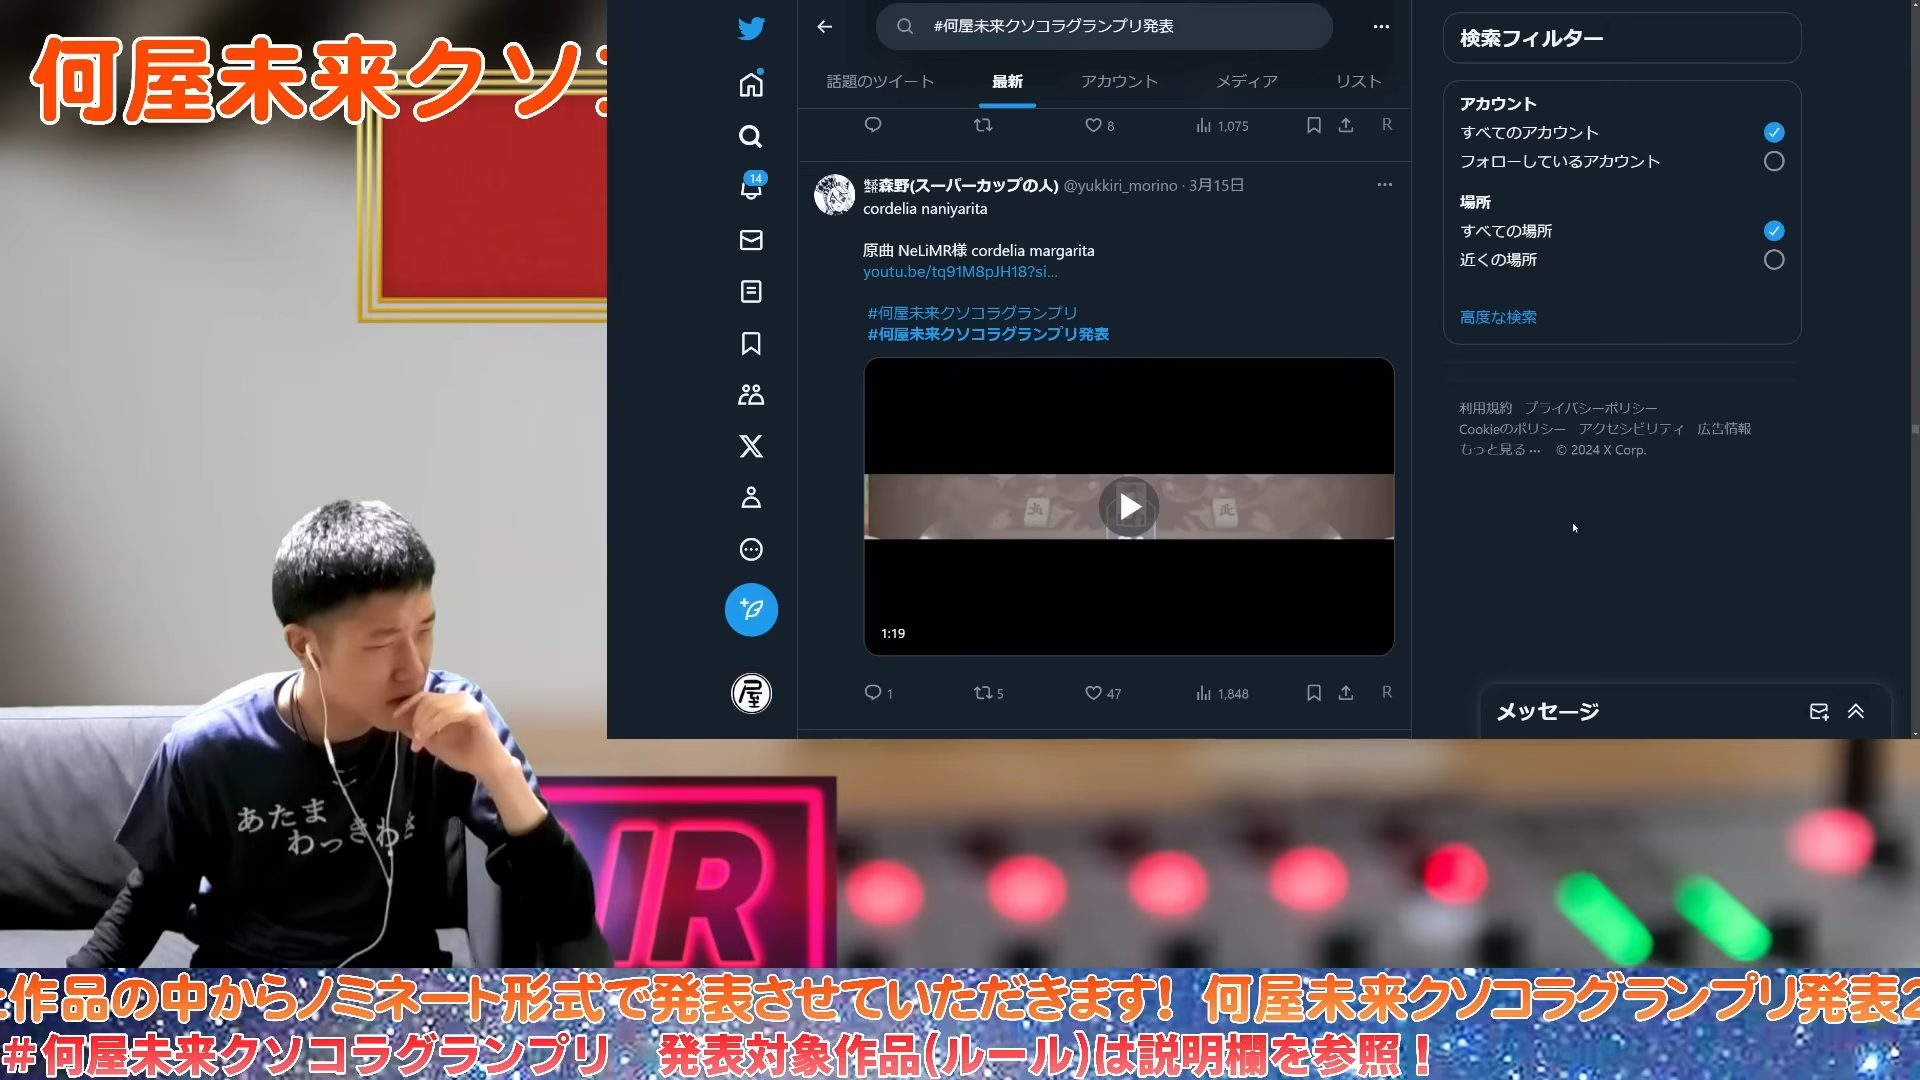 何屋未来クソ
#何屋未来クソコラグランプリ発表
話題のツイート 最新 アカウント メディア リスト
8 1,075
森野(スーパーカップの人) @yukkiri_morino · 3月15日
cordelia naniyarita
原曲 NeLiMR様 cordelia margarita
youtu.be/tq91M8pJH18?si...
#何屋未来クソコラグランプリ
#何屋未来クソコラグランプリ発表
1:19
1 5 47 1,848
14
屋
検索フィルター
アカウント
すべてのアカウント
フォローしているアカウント
場所
すべての場所
近くの場所
高度な検索
利用規約 プライバシーポリシー
Cookieのポリシー アクセシビリティ 広告情報
もっと見る ... © 2024 X Corp.
メッセージ
あたま
わっきわき
作品の中からノミネート形式で発表させていただきます! 何屋未来クソコラグランプリ発表2
#何屋未来クソコラグランプリ 発表対象作品(ルール)は説明欄を参照!